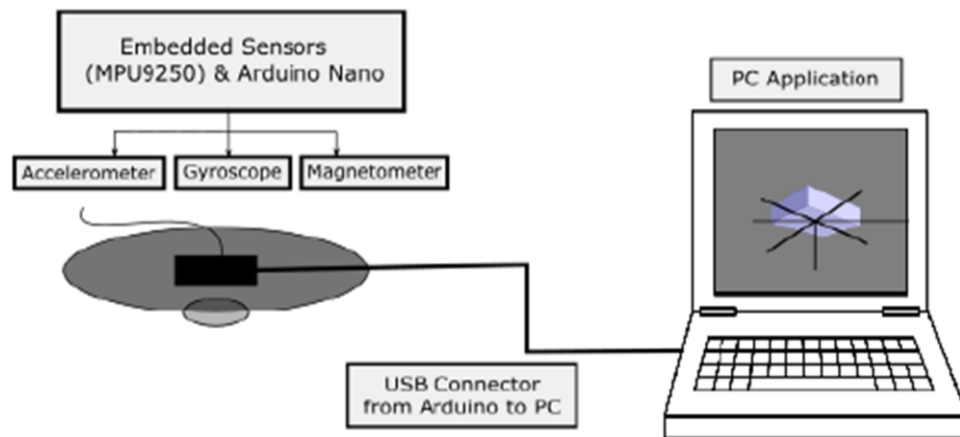 Embedded Sensors
(MPU9250) & Arduino Nano
PC Application
Accelerometer
Gyroscope
Magnetometer
USB Connector
from Arduino to PC